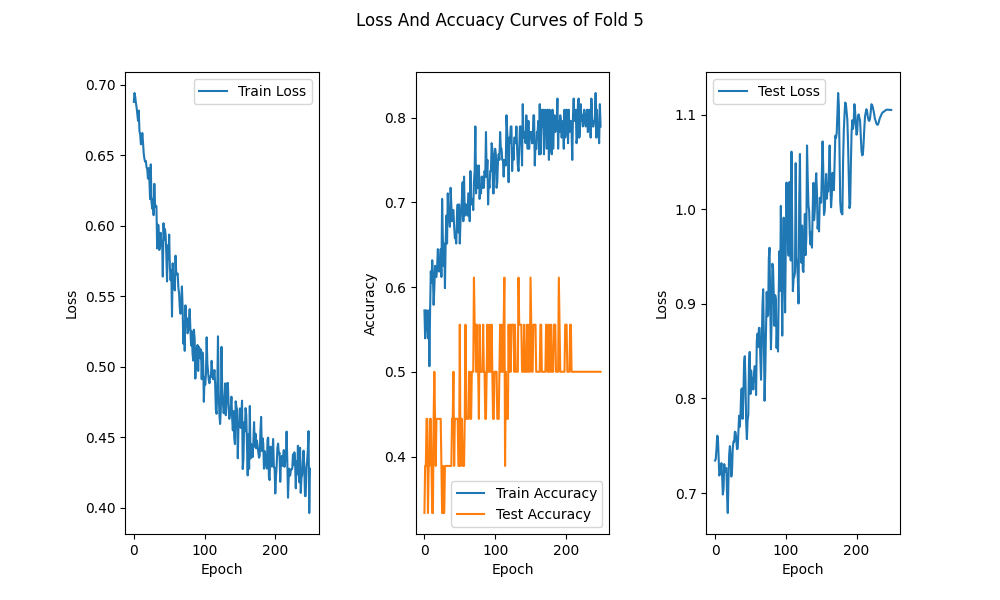 Loss And Accuacy Curves of Fold 5
0.70
0.65
0.60
0.55
0.50
0.45
0.40
Loss
0
100
200
Epoch
Train Loss
0.8
0.7
0.6
0.5
0.4
Accuracy
0
100
200
Epoch
Train Accuracy
Test Accuracy
1.1
1.0
0.9
0.8
0.7
Loss
0
100
200
Epoch
Test Loss